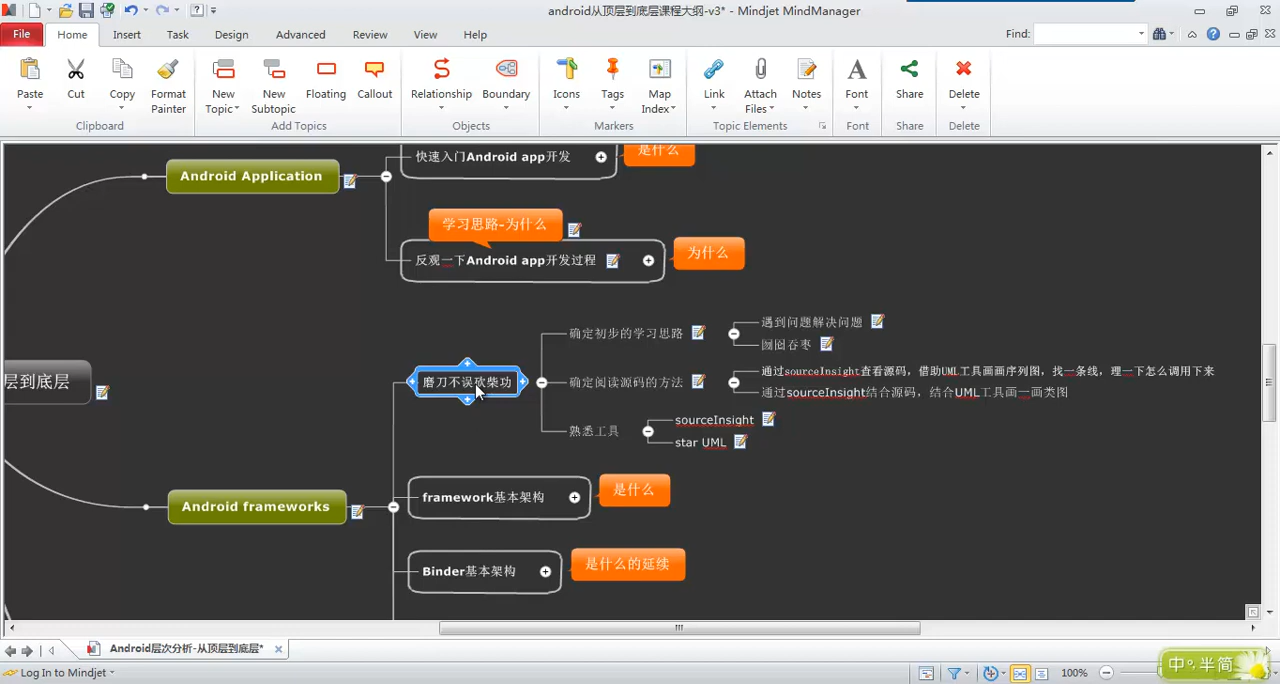 android从顶层到底层课程大纲-v3* - Mindjet MindManager
File Home Insert Task Design Advanced Review View Help Find:
Paste Cut Copy Format Painter New Topic New Subtopic Floating Callout Relationship Boundary Icons Tags Map Index Link Attach Files Notes Font Share Delete
Clipboard Add Topics Objects Markers Topic Elements Font Share Delete
快速入门Android app开发 是什么
Android Application
学习思路-为什么
反观一下Android app开发过程 为什么
遇到问题解决问题
确定初步的学习思路
囫囵吞枣
层到底层
通过sourceInsight查看源码，借助UML工具画画序列图，找一条线，理一下怎么调用下来
磨刀不误砍柴功 确定阅读源码的方法
通过sourceInsight结合源码，结合UML工具画一画类图
sourceInsight
熟悉工具
star UML
framework基本架构 是什么
Android frameworks
Binder基本架构 是什么的延续
Android层次分析-从顶层到底层*
Log In to Mindjet 100%
中 半 简